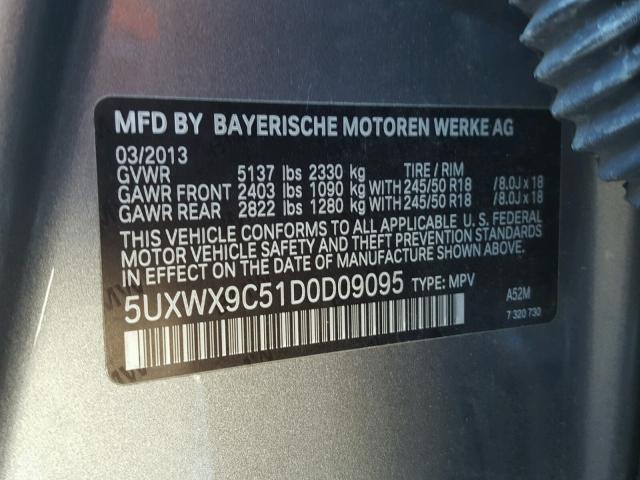 MFD BY BAYERISCHE MOTOREN WERKE AG
03/2013
GVWR 5137 lbs 2330 kg TIRE / RIM
GAWR FRONT 2403 lbs 1090 kg WITH 245/50 R18 /8.0J x 18
GAWR REAR 2822 lbs 1280 kg WITH 245/50 R18 /8.0J x 18
THIS VEHICLE CONFORMS TO ALL APPLICABLE U. S. FEDERAL
MOTOR VEHICLE SAFETY AND THEFT PREVENTION STANDARDS
IN EFFECT ON THE DATE OF MANUFACTURE SHOWN ABOVE.
5UXWX9C51D0D09095 TYPE: MPV A52M
7 320 730